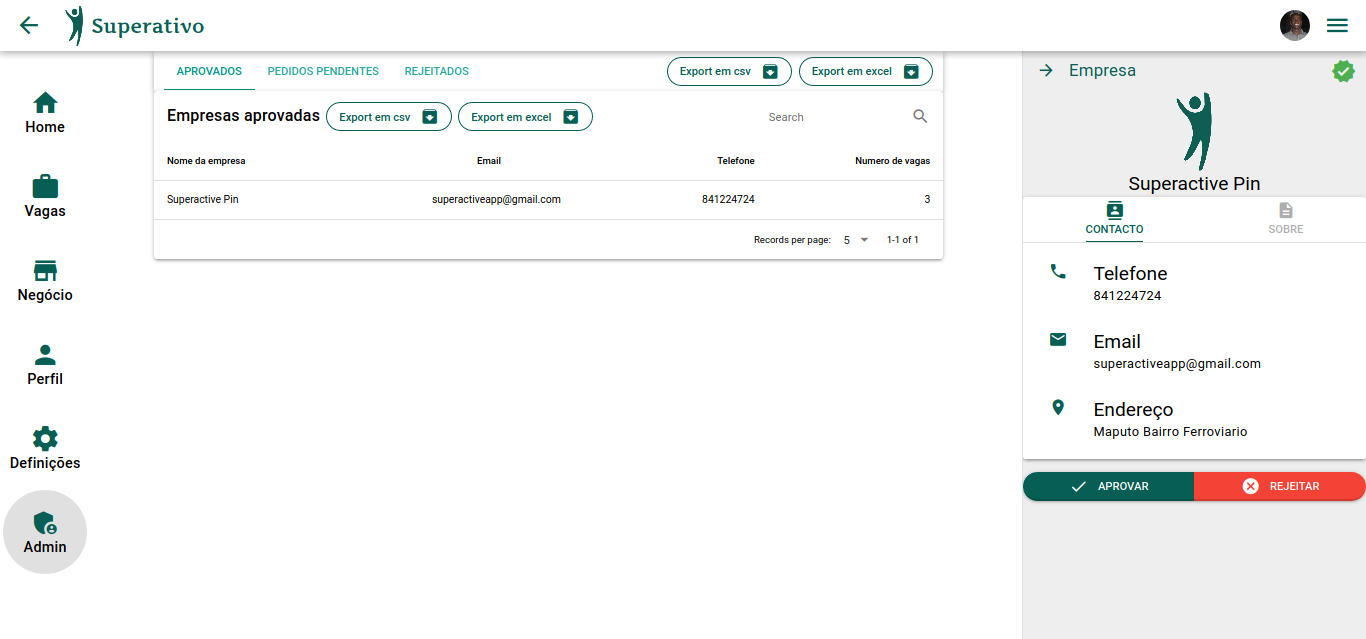 Superativo
Home
Vagas
Negócio
Perfil
Definições
Admin
APROVADOS PEDIDOS PENDENTES REJEITADOS Export em csv Export em excel
Empresas aprovadas Export em csv Export em excel Search
Nome da empresa Email Telefone Numero de vagas
Superactive Pin superactiveapp@gmail.com 841224724 3
Records per page: 5 1-1 of 1
Empresa
Superactive Pin
CONTACTO SOBRE
Telefone
841224724
Email
superactiveapp@gmail.com
Endereço
Maputo Bairro Ferroviario
APROVAR REJEITAR